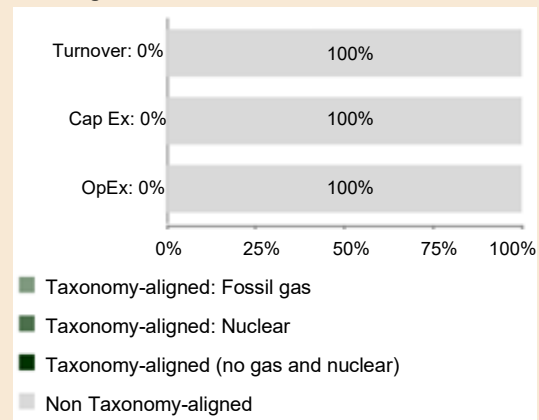 Turnover: 0% 100%
Cap Ex: 0% 100%
OpEx: 0% 100%
0% 25% 50% 75% 100%
Taxonomy-aligned: Fossil gas
Taxonomy-aligned: Nuclear
Taxonomy-aligned (no gas and nuclear)
Non Taxonomy-aligned